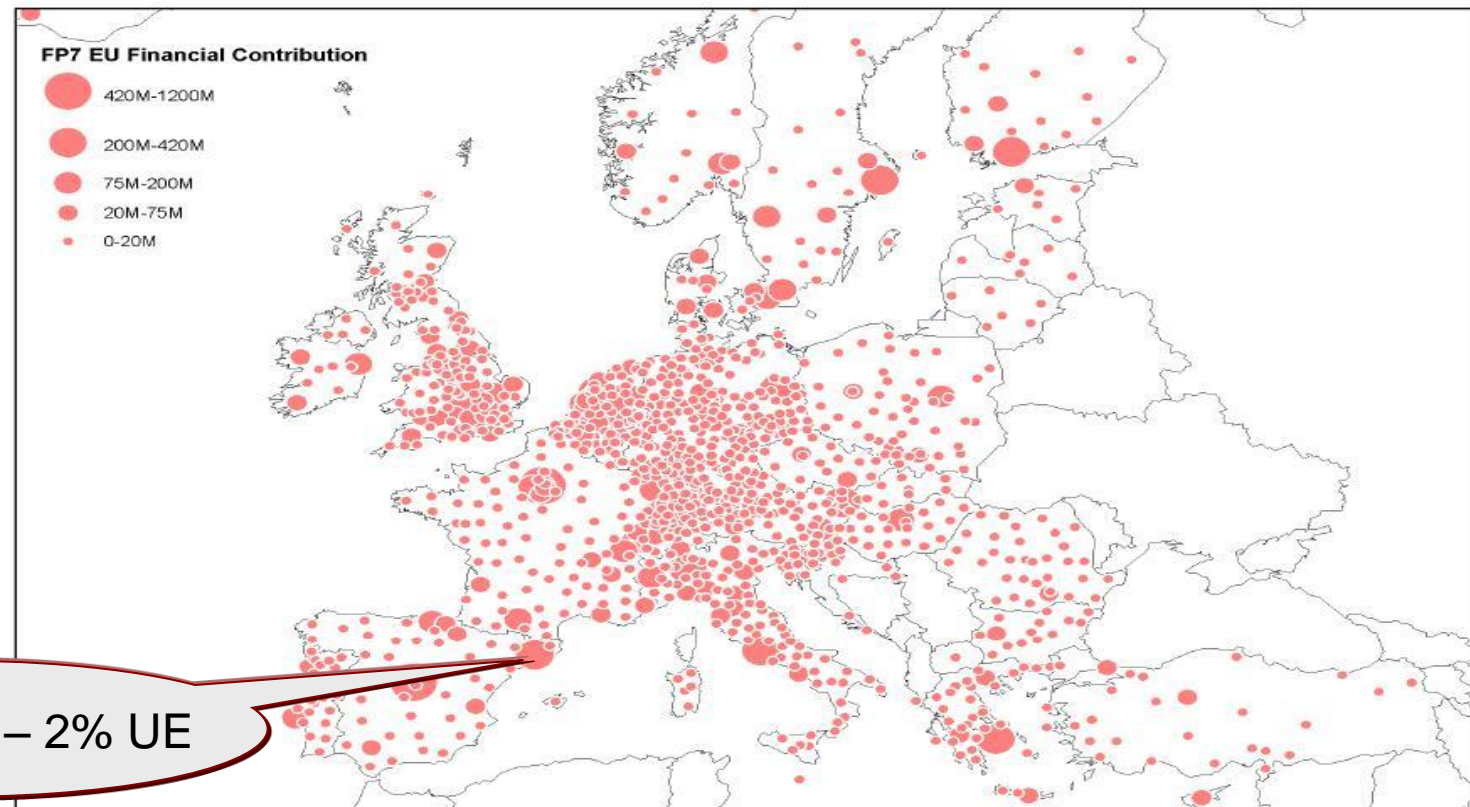 FP7 EU Financial Contribution
420M-1200M
200M-420M
75M-200M
20M-75M
0-20M
– 2% UE